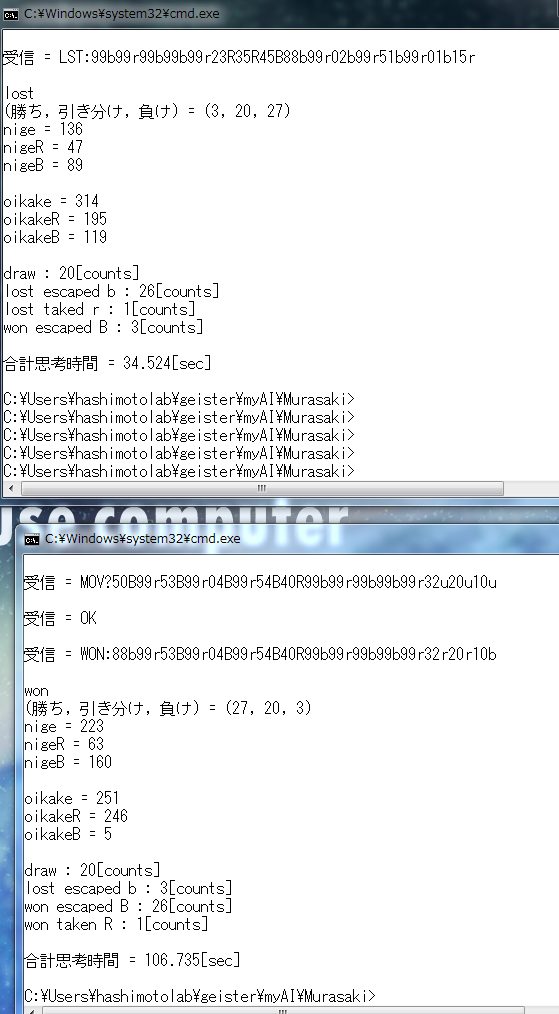 C:¥Windows¥system32¥cmd.exe
受信 = LST:99b99r99b99b99r23R35R45B88b99r02b99r51b99r01b15r
lost
(勝ち, 引き分け, 負け) = (3, 20, 27)
nige = 136
nigeR = 47
nigeB = 89
oikake = 314
oikakeR = 195
oikakeB = 119
draw : 20[counts]
lost escaped b : 26[counts]
lost taked r : 1[counts]
won escaped B : 3[counts]
合計思考時間 = 34.524[sec]
C:¥Users¥hashimotolab¥geister¥myAI¥Murasaki>
C:¥Users¥hashimotolab¥geister¥myAI¥Murasaki>
C:¥Users¥hashimotolab¥geister¥myAI¥Murasaki>
C:¥Users¥hashimotolab¥geister¥myAI¥Murasaki>
C:¥Users¥hashimotolab¥geister¥myAI¥Murasaki>
use computer
C:¥Windows¥system32¥cmd.exe
受信 = MOV?50B99r53B99r04B99r54B40R99b99r99b99b99r32u20u10u
受信 = OK
受信 = WON:88b99r53B99r04B99r54B40R99b99r99b99b99r32r20r10b
won
(勝ち, 引き分け, 負け) = (27, 20, 3)
nige = 223
nigeR = 63
nigeB = 160
oikake = 251
oikakeR = 246
oikakeB = 5
draw : 20[counts]
lost escaped b : 3[counts]
won escaped B : 26[counts]
won taken R : 1[counts]
合計思考時間 = 106.735[sec]
C:¥Users¥hashimotolab¥geister¥myAI¥Murasaki>